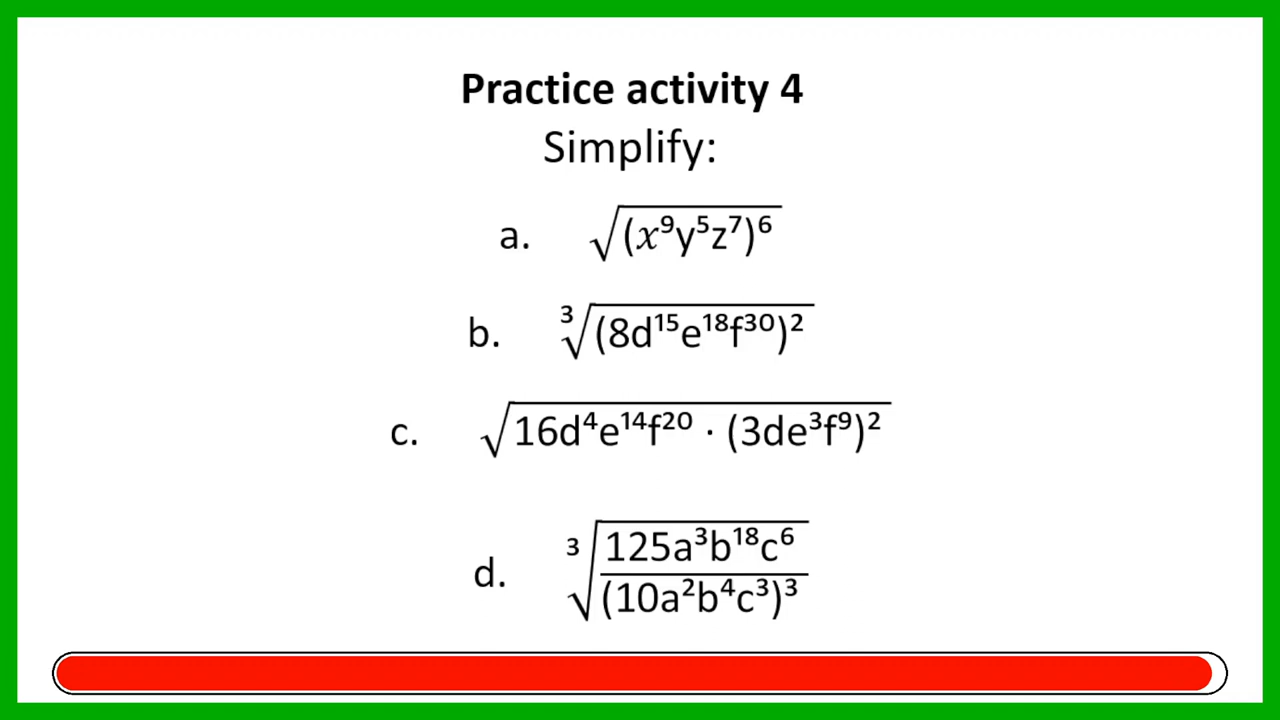 Practice activity 4
Simplify:
a. √(x⁹y⁵z⁷)⁶
b. ³√(8d¹⁵e¹⁸f³⁰)²
c. √16d⁴e¹⁴f²⁰ · (3de³f⁹)²
d. ³√125a³b¹⁸c⁶
(10a²b⁴c³)³